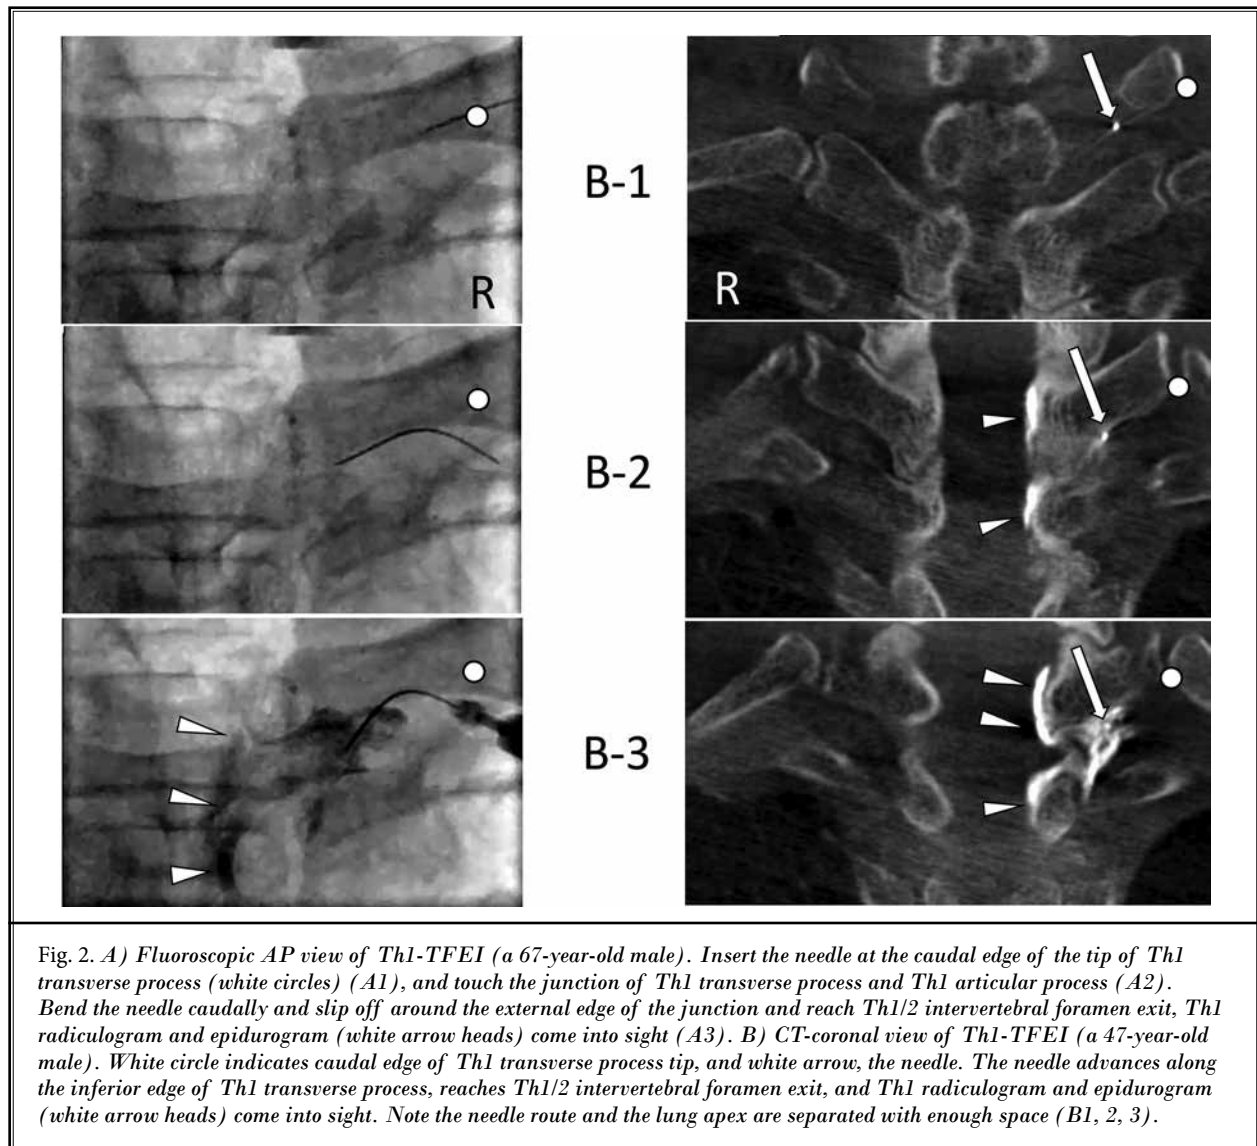 B-1
R
R
B-2
B-3
Fig. 2. A) Fluoroscopic AP view of Th1-TFEI (a 67-year-old male). Insert the needle at the caudal edge of the tip of Th1
transverse process (white circles) (A1), and touch the junction of Th1 transverse process and Th1 articular process (A2).
Bend the needle caudally and slip off around the external edge of the junction and reach Th1/2 intervertebral foramen exit, Th1
radiculogram and epidurogram (white arrow heads) come into sight (A3). B) CT-coronal view of Th1-TFEI (a 47-year-old
male). White circle indicates caudal edge of Th1 transverse process tip, and white arrow, the needle. The needle advances along
the inferior edge of Th1 transverse process, reaches Th1/2 intervertebral foramen exit, and Th1 radiculogram and epidurogram
(white arrow heads) come into sight. Note the needle route and the lung apex are separated with enough space (B1, 2, 3).